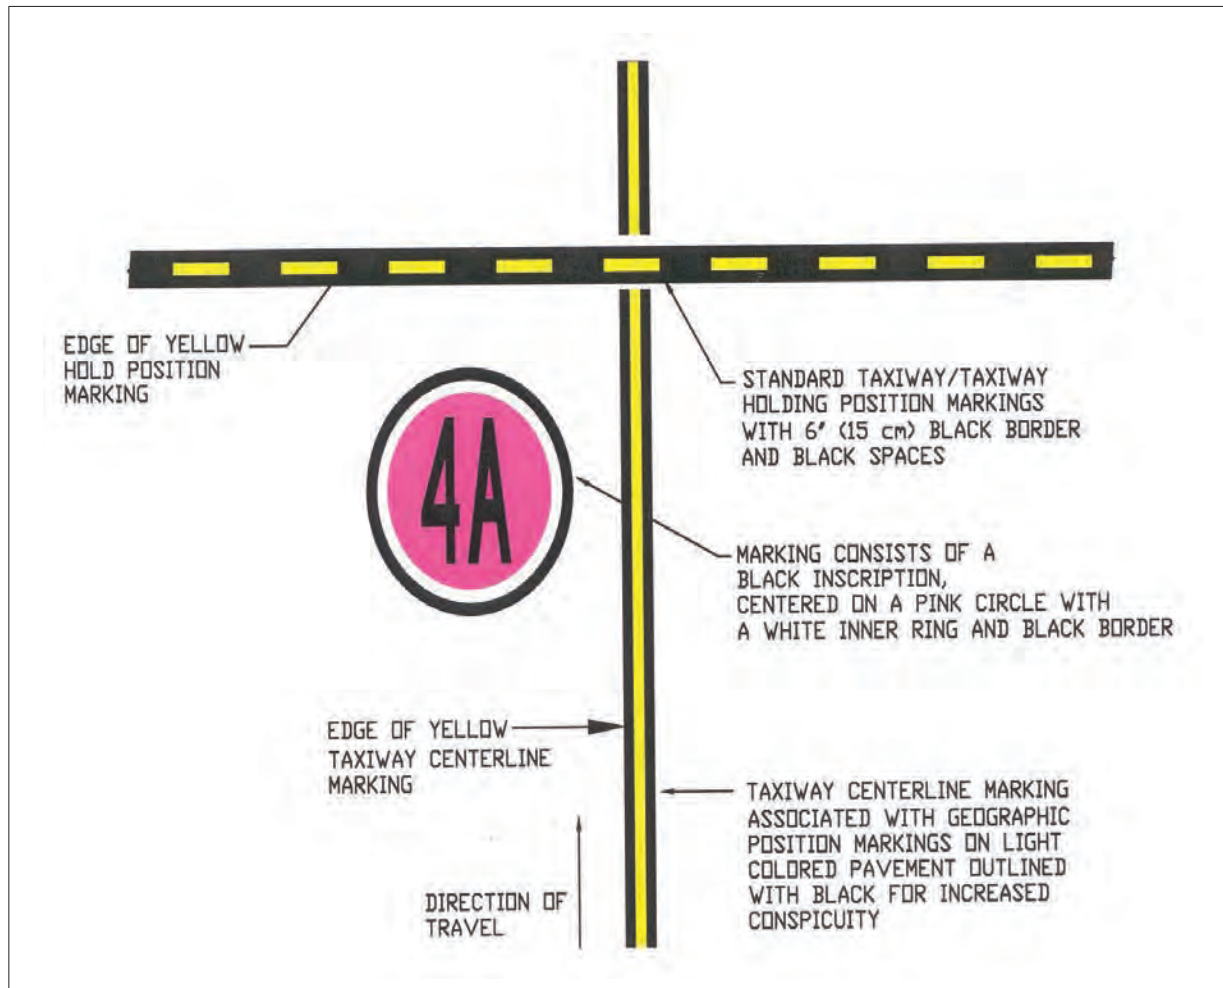 EDGE OF YELLOW
HOLD POSITION
MARKING
STANDARD TAXIWAY/TAXIWAY
HOLDING POSITION MARKINGS
WITH 6" (15 cm) BLACK BORDER
AND BLACK SPACES
4A
MARKING CONSISTS OF A
BLACK INSCRIPTION,
CENTERED ON A PINK CIRCLE WITH
A WHITE INNER RING AND BLACK BORDER
EDGE OF YELLOW
TAXIWAY CENTERLINE
MARKING
TAXIWAY CENTERLINE MARKING
ASSOCIATED WITH GEOGRAPHIC
POSITION MARKINGS ON LIGHT
COLORED PAVEMENT OUTLINED
WITH BLACK FOR INCREASED
CONSPICUITY
DIRECTION OF
TRAVEL